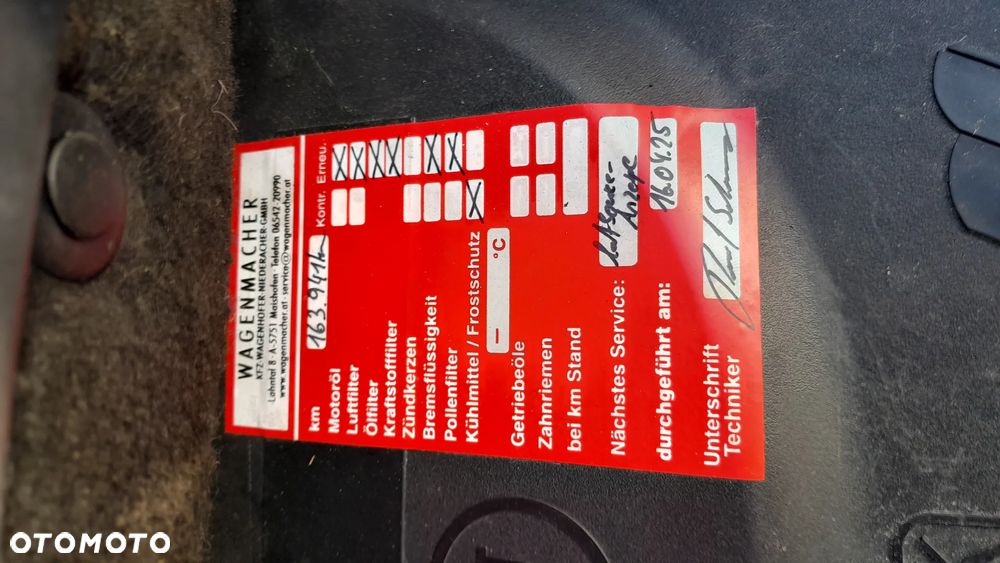 WAGENMACHER
KFZ-WAGENHOFER-NIEDERACHER-GMBH
Lahntal 8 · A-5751 Maishofen · Telefon 06542-20990
www.wagenmacher.at · service@wagenmacher.at
km 163.941 Kontr. Erneu.
Motoröl
Luftfilter
Ölfilter
Kraftstofffilter
Zündkerzen
Bremsflüssigkeit
Pollenfilter
Kühlmittel / Frostschutz
– °C
Getriebeöle
Zahnriemen
bei km Stand
Nächstes Service: Anzeige
durchgeführt am: 16.04.25
Unterschrift
Techniker
OTOMOTO